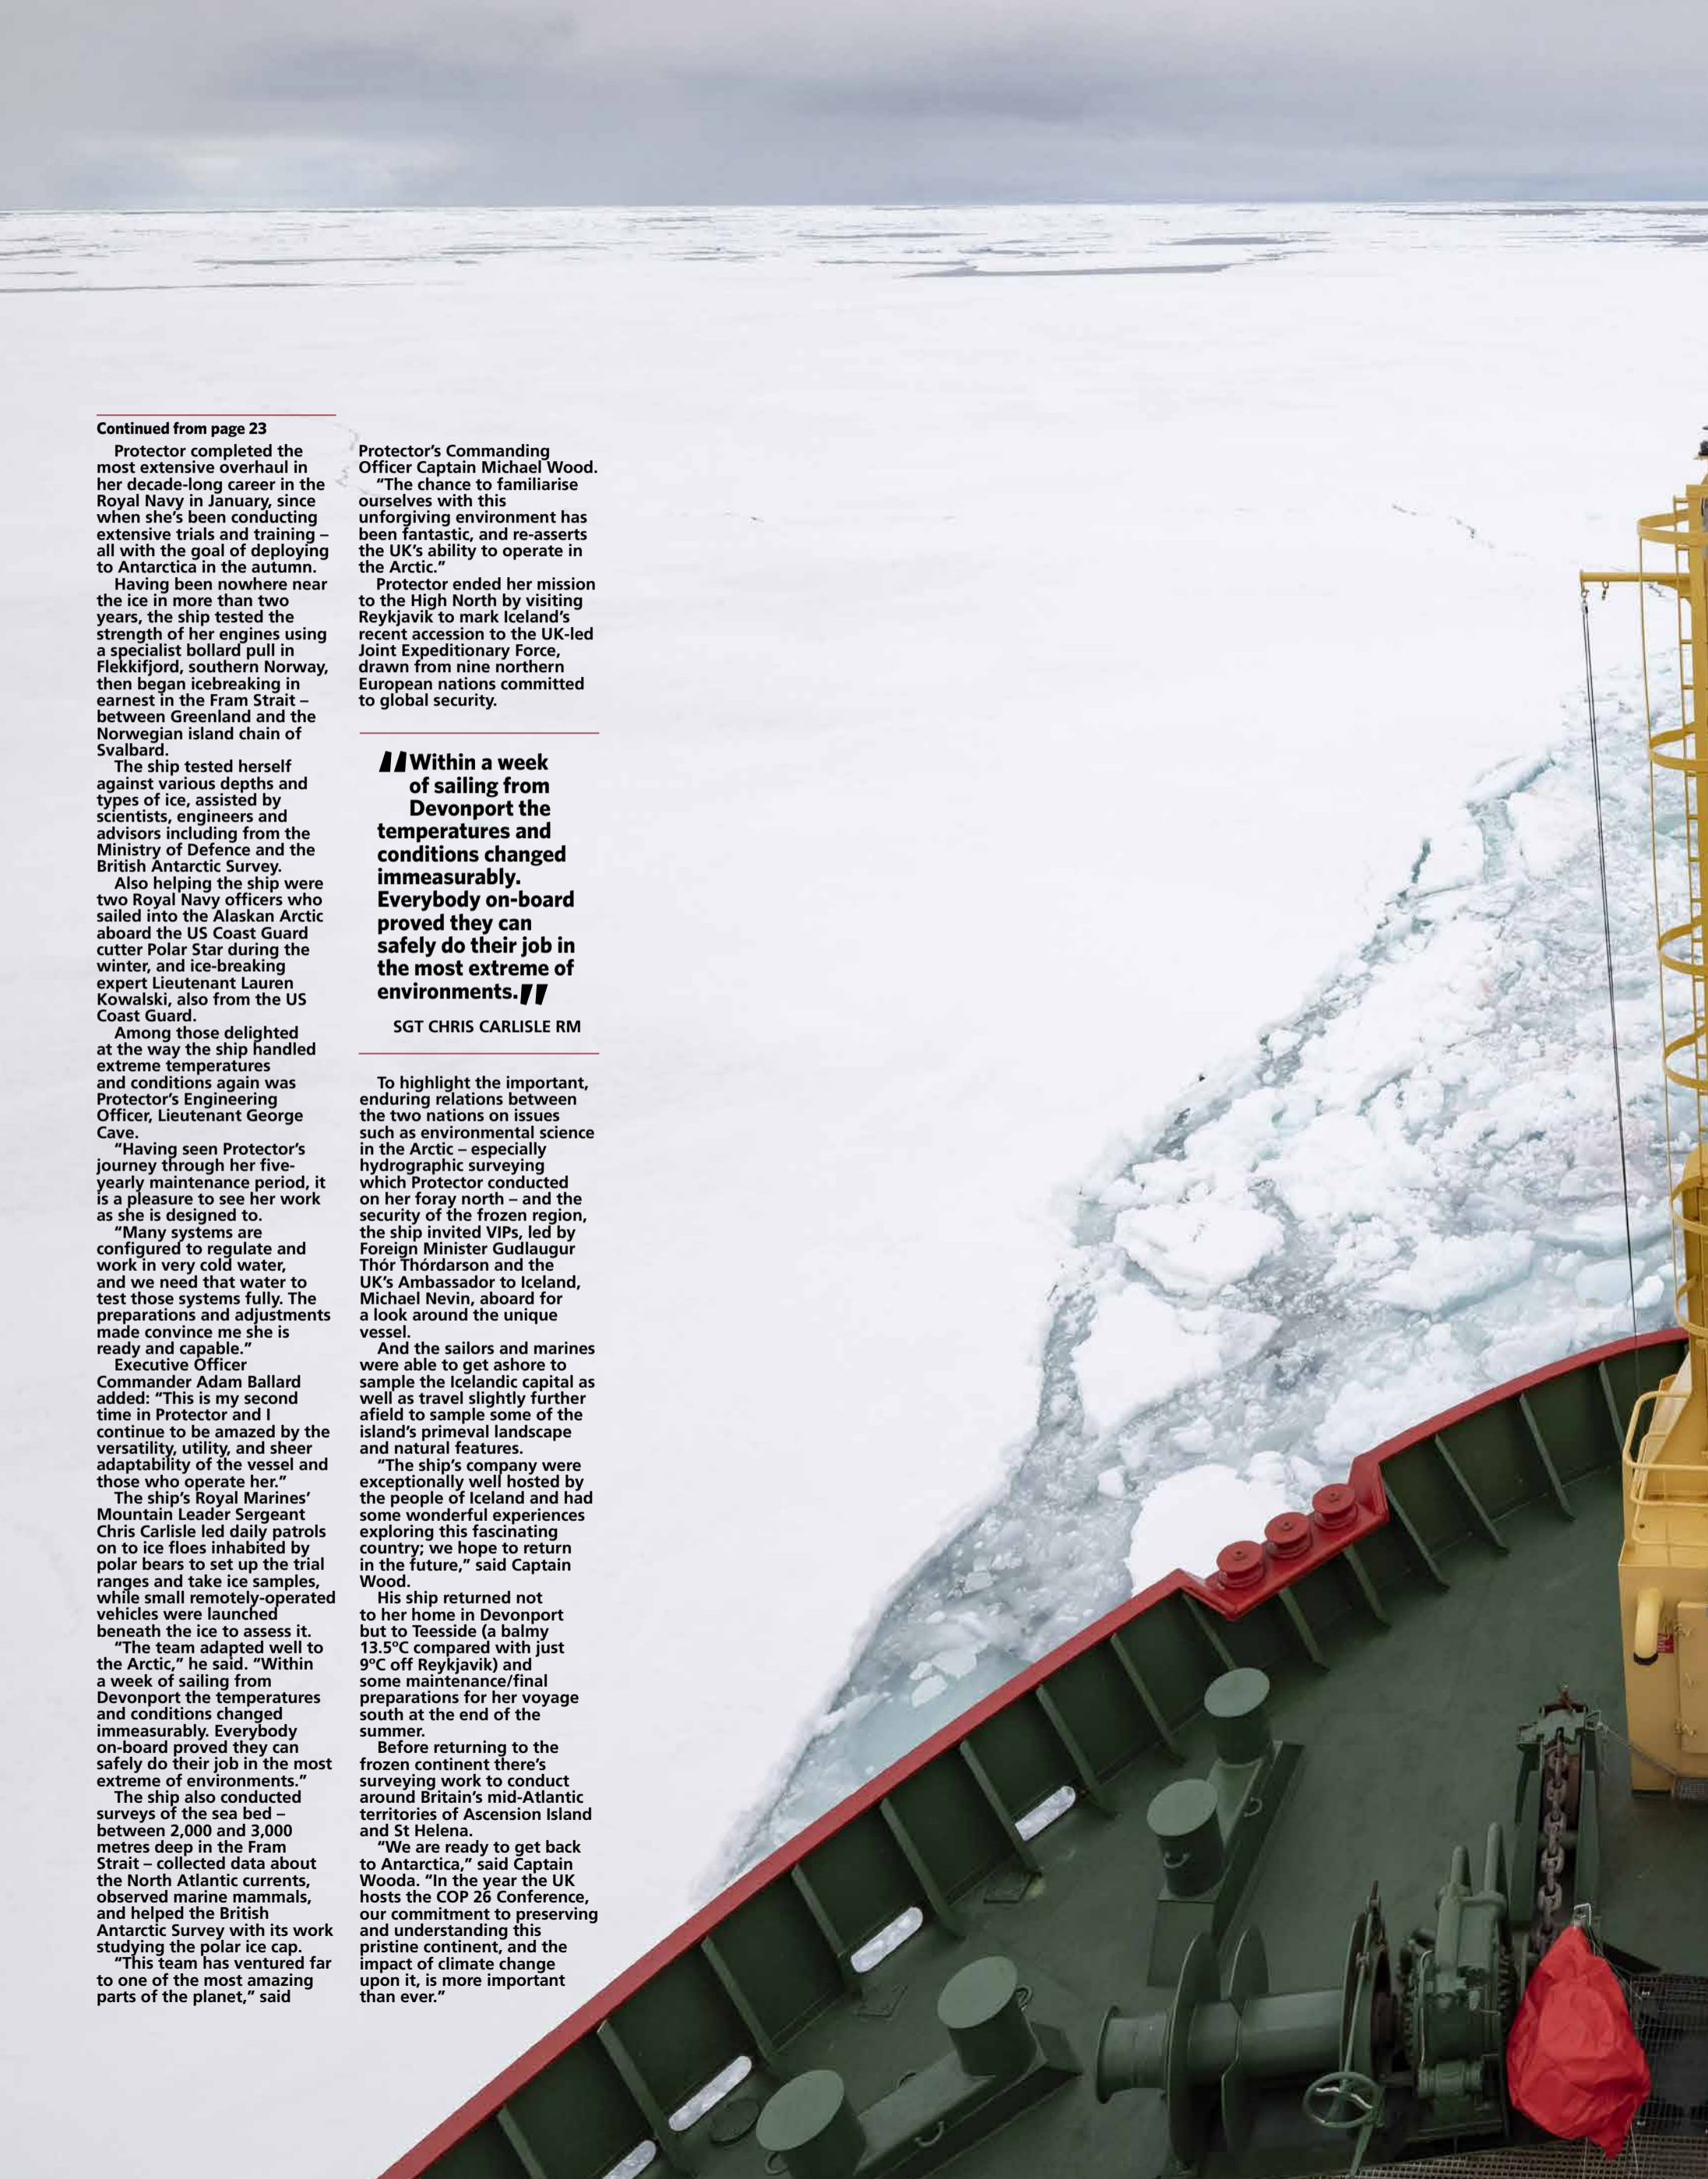 Continued from page 23
Protector completed the
most extensive overhaul in
her decade-long career in the
Royal Navy in January, since
when she's been conducting
extensive trials and training –
all with the goal of deploying
to Antarctica in the autumn.
Having been nowhere near
the ice in more than two
years, the ship tested the
strength of her engines using
a specialist bollard pull in
Flekkifjord, southern Norway,
then began icebreaking in
earnest in the Fram Strait –
between Greenland and the
Norwegian island chain of
Svalbard.
The ship tested herself
against various depths and
types of ice, assisted by
scientists, engineers and
advisors including from the
Ministry of Defence and the
British Antarctic Survey.
Also helping the ship were
two Royal Navy officers who
sailed into the Alaskan Arctic
aboard the US Coast Guard
cutter Polar Star during the
winter, and ice-breaking
expert Lieutenant Lauren
Kowalski, also from the US
Coast Guard.
Among those delighted
at the way the ship handled
extreme temperatures
and conditions again was
Protector's Engineering
Officer, Lieutenant George
Cave.
"Having seen Protector's
journey through her five-
yearly maintenance period, it
is a pleasure to see her work
as she is designed to.
"Many systems are
configured to regulate and
work in very cold water,
and we need that water to
test those systems fully. The
preparations and adjustments
made convince me she is
ready and capable."
Executive Officer
Commander Adam Ballard
added: "This is my second
time in Protector and I
continue to be amazed by the
versatility, utility, and sheer
adaptability of the vessel and
those who operate her."
The ship's Royal Marines'
Mountain Leader Sergeant
Chris Carlisle led daily patrols
on to ice floes inhabited by
polar bears to set up the trial
ranges and take ice samples,
while small remotely-operated
vehicles were launched
beneath the ice to assess it.
"The team adapted well to
the Arctic," he said. "Within
a week of sailing from
Devonport the temperatures
and conditions changed
immeasurably. Everybody
on-board proved they can
safely do their job in the most
extreme of environments."
The ship also conducted
surveys of the sea bed –
between 2,000 and 3,000
metres deep in the Fram
Strait – collected data about
the North Atlantic currents,
observed marine mammals,
and helped the British
Antarctic Survey with its work
studying the polar ice cap.
"This team has ventured far
to one of the most amazing
parts of the planet," said
Protector's Commanding
Officer Captain Michael Wood.
"The chance to familiarise
ourselves with this
unforgiving environment has
been fantastic, and re-asserts
the UK's ability to operate in
the Arctic."
Protector ended her mission
to the High North by visiting
Reykjavik to mark Iceland's
recent accession to the UK-led
Joint Expeditionary Force,
drawn from nine northern
European nations committed
to global security.
"Within a week
of sailing from
Devonport the
temperatures and
conditions changed
immeasurably.
Everybody on-board
proved they can
safely do their job in
the most extreme of
environments."
SGT CHRIS CARLISLE RM
To highlight the important,
enduring relations between
the two nations on issues
such as environmental science
in the Arctic – especially
hydrographic surveying
which Protector conducted
on her foray north – and the
security of the frozen region,
the ship invited VIPs, led by
Foreign Minister Gudlaugur
Thór Thórdarson and the
UK's Ambassador to Iceland,
Michael Nevin, aboard for
a look around the unique
vessel.
And the sailors and marines
were able to get ashore to
sample the Icelandic capital as
well as travel slightly further
afield to sample some of the
island's primeval landscape
and natural features.
"The ship's company were
exceptionally well hosted by
the people of Iceland and had
some wonderful experiences
exploring this fascinating
country; we hope to return
in the future," said Captain
Wood.
His ship returned not
to her home in Devonport
but to Teesside (a balmy
13.5ºC compared with just
9ºC off Reykjavik) and
some maintenance/final
preparations for her voyage
south at the end of the
summer.
Before returning to the
frozen continent there's
surveying work to conduct
around Britain's mid-Atlantic
territories of Ascension Island
and St Helena.
"We are ready to get back
to Antarctica," said Captain
Wooda. "In the year the UK
hosts the COP 26 Conference,
our commitment to preserving
and understanding this
pristine continent, and the
impact of climate change
upon it, is more important
than ever."